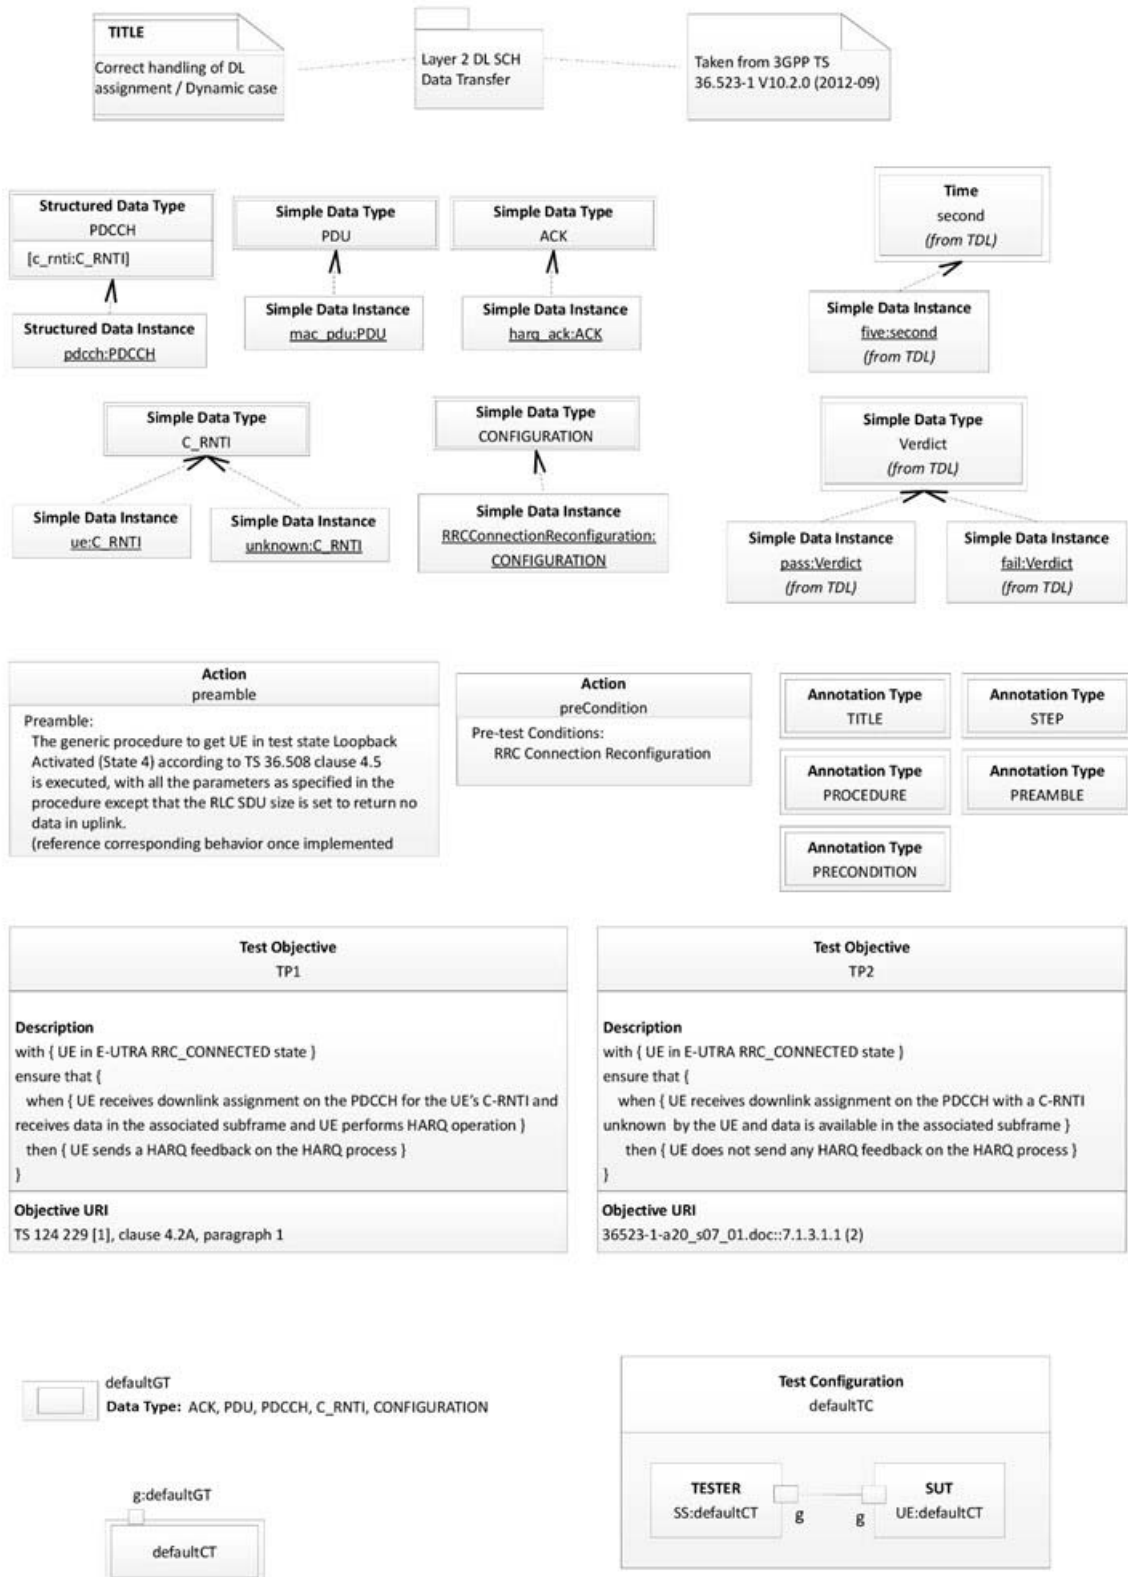 TITLE
Correct handling of DL
assignment / Dynamic case
Layer 2 DL SCH
Data Transfer
Taken from 3GPP TS
36.523-1 V10.2.0 (2012-09)
Structured Data Type
PDCCH
[c_rnti:C_RNTI]
Structured Data Instance
pdcch:PDCCH
Simple Data Type
PDU
Simple Data Instance
mac_pdu:PDU
Simple Data Type
ACK
Simple Data Instance
harq_ack:ACK
Time
second
(from TDL)
Simple Data Instance
five:second
(from TDL)
Simple Data Type
C_RNTI
Simple Data Instance
ue:C_RNTI
Simple Data Instance
unknown:C_RNTI
Simple Data Type
CONFIGURATION
Simple Data Instance
RRCConnectionReconfiguration:
CONFIGURATION
Simple Data Type
Verdict
(from TDL)
Simple Data Instance
pass:Verdict
(from TDL)
Simple Data Instance
fail:Verdict
(from TDL)
Action
preamble
Preamble:
The generic procedure to get UE in test state Loopback
Activated (State 4) according to TS 36.508 clause 4.5
is executed, with all the parameters as specified in the
procedure except that the RLC SDU size is set to return no
data in uplink.
(reference corresponding behavior once implemented
Action
preCondition
Pre-test Conditions:
RRC Connection Reconfiguration
Annotation Type
TITLE
Annotation Type
STEP
Annotation Type
PROCEDURE
Annotation Type
PREAMBLE
Annotation Type
PRECONDITION
Test Objective
TP1
Description
with { UE in E-UTRA RRC_CONNECTED state }
ensure that {
when { UE receives downlink assignment on the PDCCH for the UE's C-RNTI and
receives data in the associated subframe and UE performs HARQ operation }
then { UE sends a HARQ feedback on the HARQ process }
}
Objective URI
TS 124 229 [1], clause 4.2A, paragraph 1
Test Objective
TP2
Description
with { UE in E-UTRA RRC_CONNECTED state }
ensure that {
when { UE receives downlink assignment on the PDCCH with a C-RNTI
unknown by the UE and data is available in the associated subframe }
then { UE does not send any HARQ feedback on the HARQ process }
}
Objective URI
36523-1-a20_s07_01.doc::7.1.3.1.1 (2)
defaultGT
Data Type: ACK, PDU, PDCCH, C_RNTI, CONFIGURATION
g:defaultGT
defaultCT
Test Configuration
defaultTC
TESTER
SS:defaultCT
g
g
SUT
UE:defaultCT